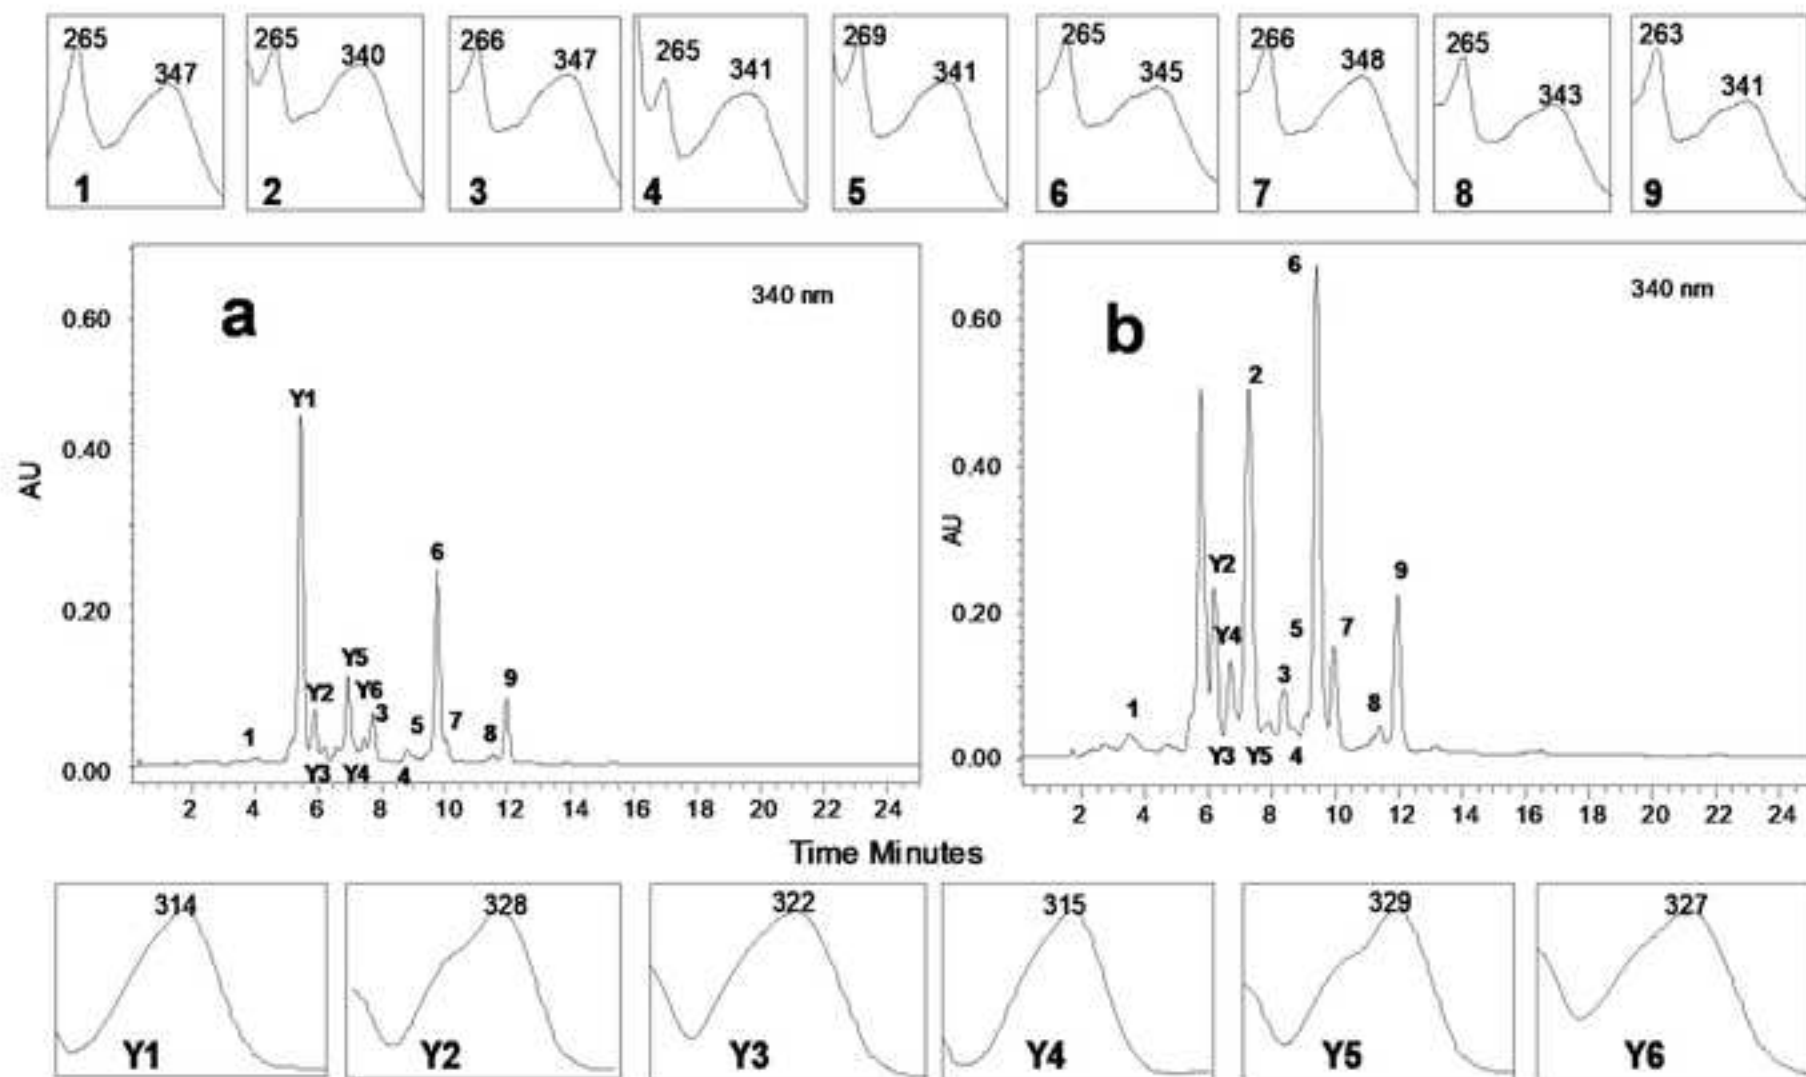 265 347 1
265 340 2
266 347 3
265 341 4
269 341 5
265 345 6
266 348 7
265 343 8
263 341 9
a
340 nm
AU
0.60
0.40
0.20
0.00
Y1
6
Y5
Y2 Y6 9
1 3 5 7 8
Y3 Y4 4
2 4 6 8 10 12 14 16 18 20 22 24
b
340 nm
AU
0.60
0.40
0.20
0.00
6
2
Y2 9
Y4 5 7
1 3 8
Y3 Y5 4
2 4 6 8 10 12 14 16 18 20 22 24
Time Minutes
314 Y1
328 Y2
322 Y3
315 Y4
329 Y5
327 Y6